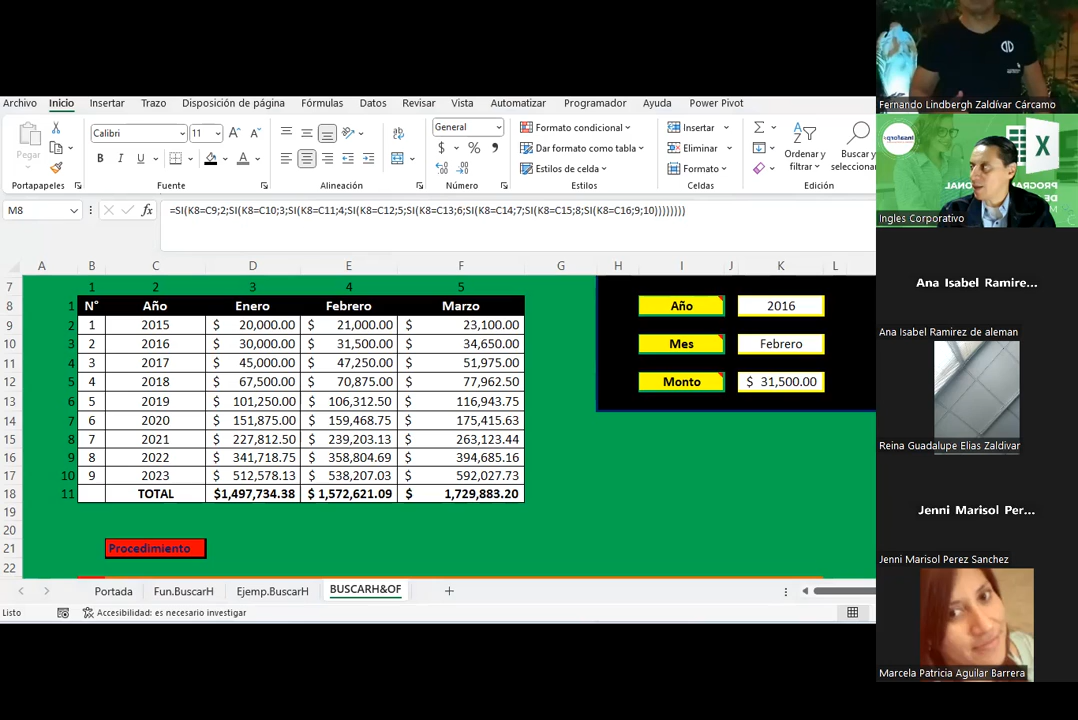 Archivo Inicio Insertar Trazo Disposición de página Fórmulas Datos Revisar Vista Automatizar Programador Ayuda Power Pivot
Pegar
Portapapeles
Calibri 11
N K S
Fuente
Alineación
General
$ % 000
Número
Formato condicional
Dar formato como tabla
Estilos de celda
Estilos
Insertar
Eliminar
Formato
Celdas
Ordenar y filtrar
Buscar y seleccionar
Edición
M8
fx
=SI(K8=C9;2;SI(K8=C10;3;SI(K8=C11;4;SI(K8=C12;5;SI(K8=C13;6;SI(K8=C14;7;SI(K8=C15;8;SI(K8=C16;9;10))))))))
A B C D E F G H I J K L
7 1 2 3 4 5
8 1 N° Año Enero Febrero Marzo Año 2016
9 2 1 2015 $ 20,000.00 $ 21,000.00 $ 23,100.00
10 3 2 2016 $ 30,000.00 $ 31,500.00 $ 34,650.00 Mes Febrero
11 4 3 2017 $ 45,000.00 $ 47,250.00 $ 51,975.00
12 5 4 2018 $ 67,500.00 $ 70,875.00 $ 77,962.50 Monto $ 31,500.00
13 6 5 2019 $ 101,250.00 $ 106,312.50 $ 116,943.75
14 7 6 2020 $ 151,875.00 $ 159,468.75 $ 175,415.63
15 8 7 2021 $ 227,812.50 $ 239,203.13 $ 263,123.44
16 9 8 2022 $ 341,718.75 $ 358,804.69 $ 394,685.16
17 10 9 2023 $ 512,578.13 $ 538,207.03 $ 592,027.73
18 11 TOTAL $1,497,734.38 $ 1,572,621.09 $ 1,729,883.20
19
20
21 Procedimiento
22
Portada Fun.BuscarH Ejemp.BuscarH BUSCARH&OF
Listo Accesibilidad: es necesario investigar
Fernando Lindbergh Zaldívar Cárcamo
Insaforp
X
Ingles Corporativo
Ana Isabel Ramire...
Ana Isabel Ramirez de aleman
Reina Guadalupe Elias Zaldivar
Jenni Marisol Per...
Jenni Marisol Perez Sanchez
Marcela Patricia Aguilar Barrera